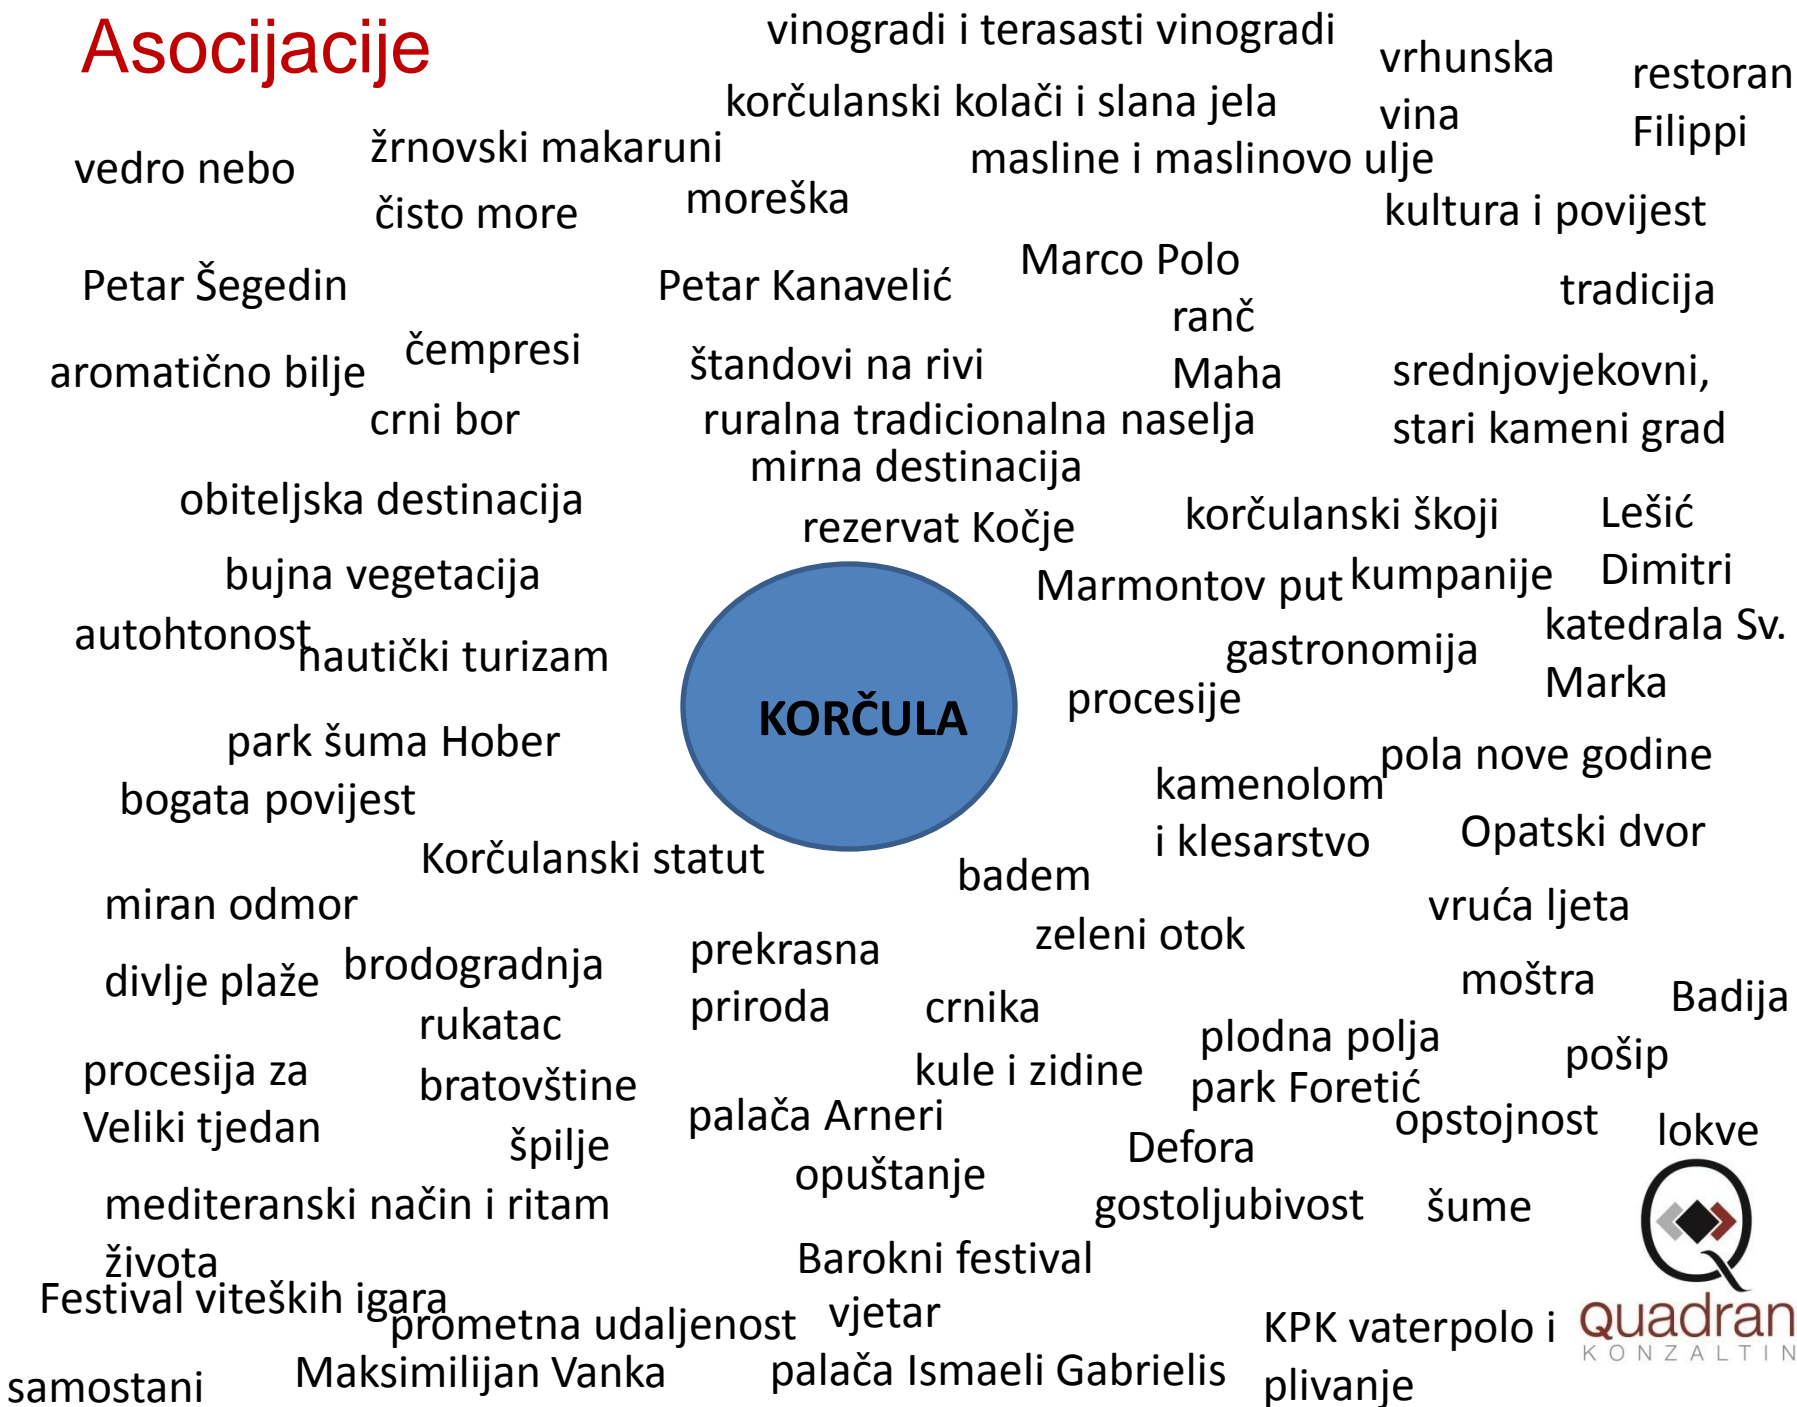 Asocijacije
vinogradi i terasasti vinogradi
vrhunska
vina
restoran
Filippi
korčulanski kolači i slana jela
žrnovski makaruni
masline i maslinovo ulje
vedro nebo
čisto more
moreška
kultura i povijest
Marco Polo
Petar Šegedin
Petar Kanavelić
tradicija
ranč
Maha
čempresi
aromatično bilje
štandovi na rivi
srednjovjekovni,
stari kameni grad
crni bor
ruralna tradicionalna naselja
mirna destinacija
obiteljska destinacija
rezervat Kočje
korčulanski škoji
Lešić
Dimitri
bujna vegetacija
Marmontov put
kumpanije
autohtonost
nautički turizam
gastronomija
katedrala Sv.
Marka
procesije
KORČULA
park šuma Hober
pola nove godine
bogata povijest
kamenolom
i klesarstvo
Opatski dvor
Korčulanski statut
badem
miran odmor
vruća ljeta
zeleni otok
prekrasna
priroda
divlje plaže
brodogradnja
moštra
Badija
rukatac
crnika
plodna polja
pošip
procesija za
Veliki tjedan
bratovštine
kule i zidine
park Foretić
palača Arneri
opstojnost
lokve
špilje
Defora
opuštanje
mediteranski način i ritam
života
gostoljubivost
šume
Barokni festival
Festival viteških igara
prometna udaljenost
vjetar
KPK vaterpolo i
plivanje
Quadran
KONZALTIN
samostani
Maksimilijan Vanka
palača Ismaeli Gabrielis